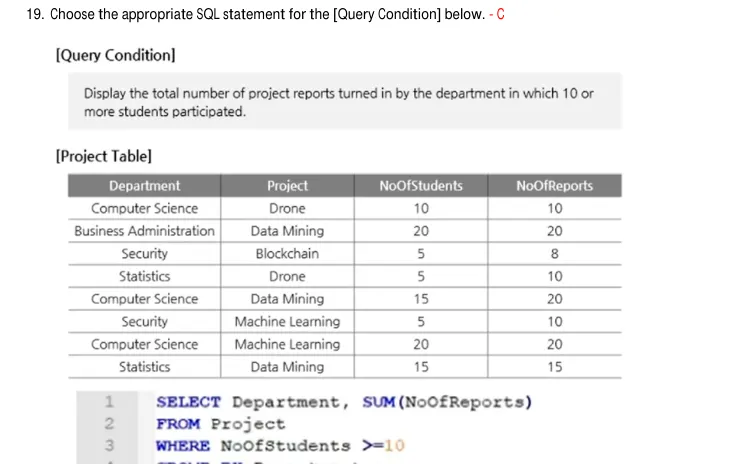 19. Choose the appropriate SQL statement for the [Query Condition] below. - C
[Query Condition]
Display the total number of project reports turned in by the department in which 10 or
more students participated.
[Project Table]
Department Project NoOfStudents NoOfReports
Computer Science Drone 10 10
Business Administration Data Mining 20 20
Security Blockchain 5 8
Statistics Drone 5 10
Computer Science Data Mining 15 20
Security Machine Learning 5 10
Computer Science Machine Learning 20 20
Statistics Data Mining 15 15
1 SELECT Department, SUM(NoOfReports)
2 FROM Project
3 WHERE NoOfStudents >=10